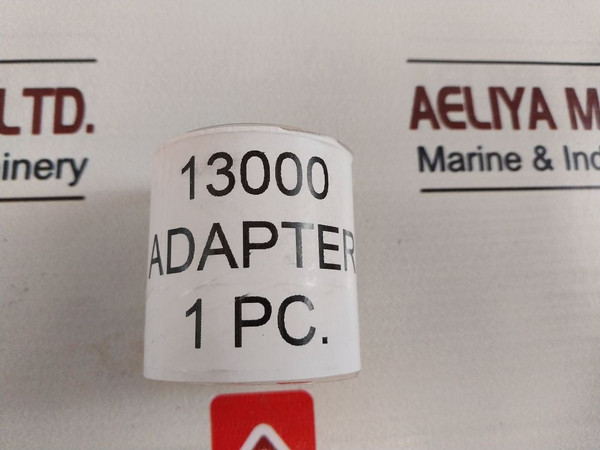 LTD.
AELIYA M
inery
Marine & Ind
13000
ADAPTER
1 PC.